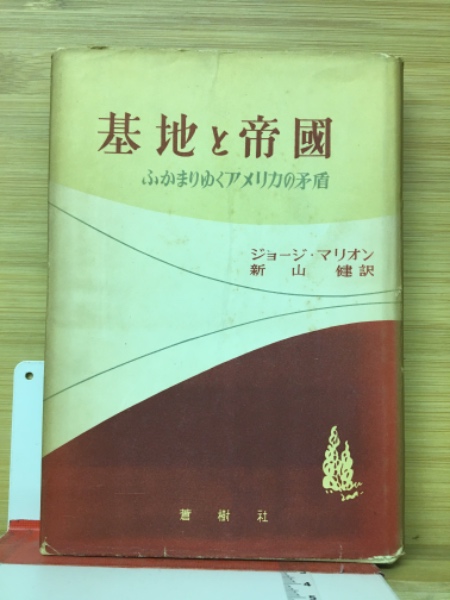 基地と帝國
ふかまりゆくアメリカの矛盾
ジョージ・マリオン
新山健訳
蒼樹社